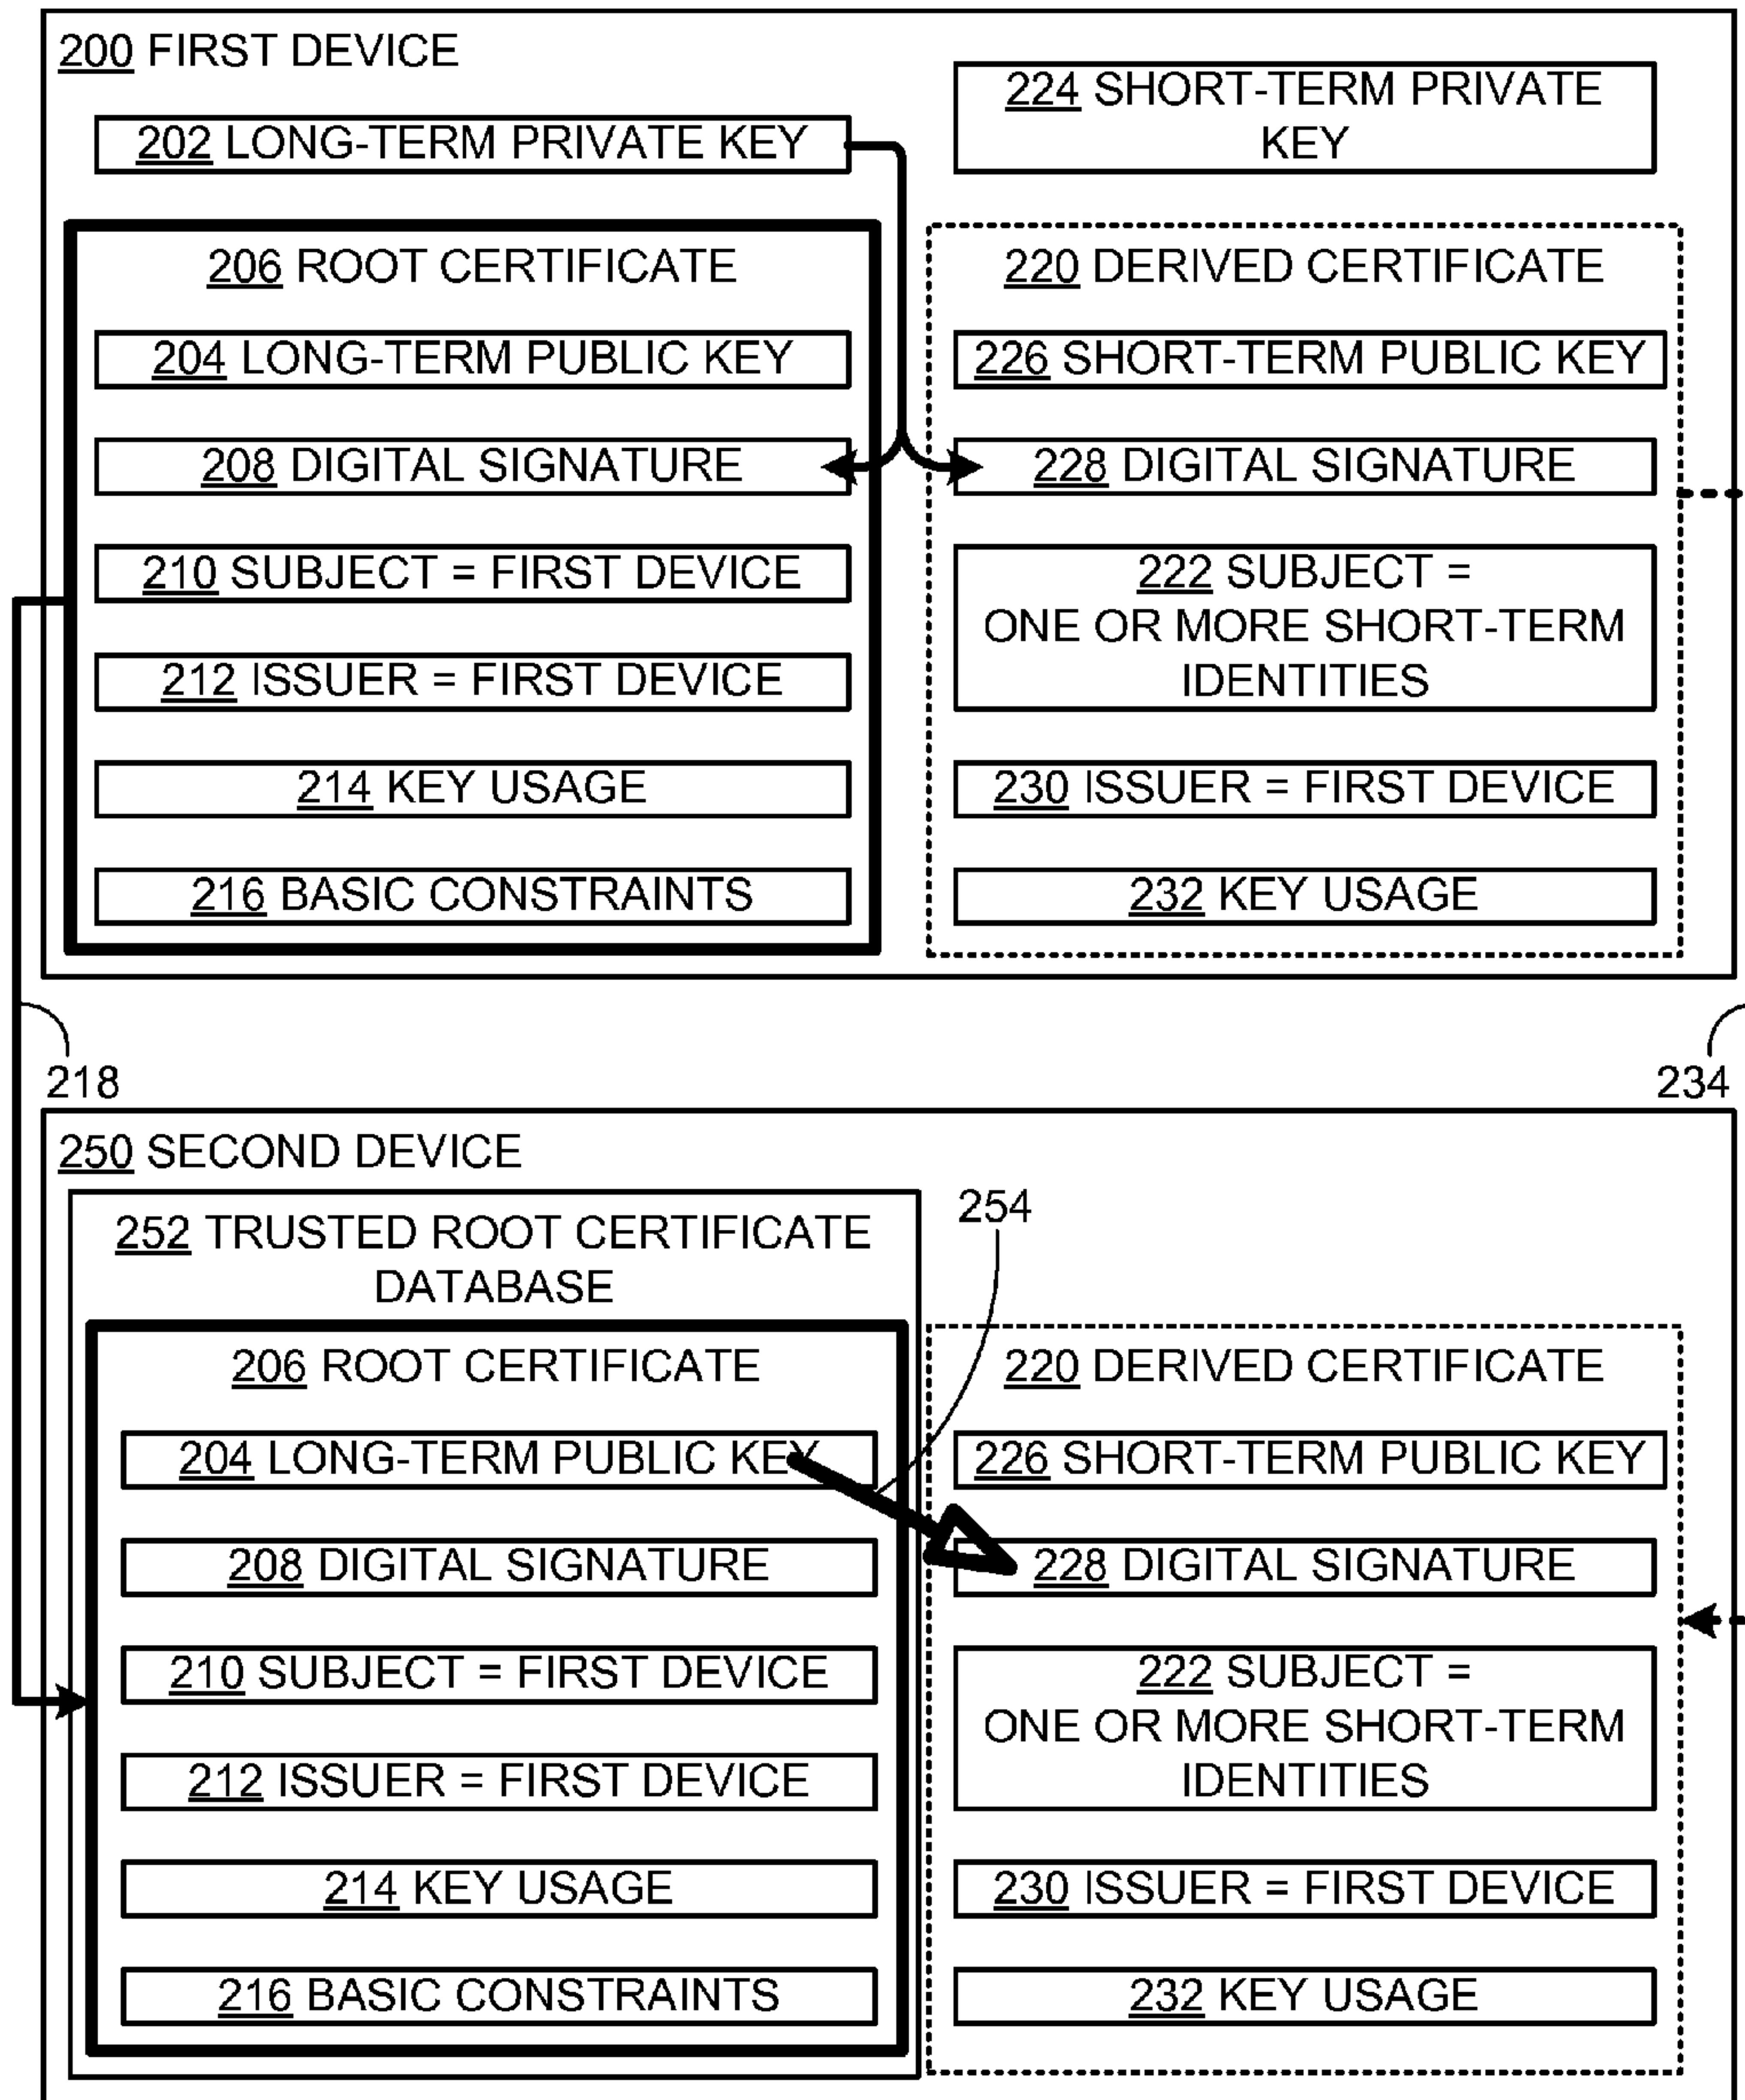 200 FIRST DEVICE
202 LONG-TERM PRIVATE KEY
224 SHORT-TERM PRIVATE
KEY
206 ROOT CERTIFICATE
204 LONG-TERM PUBLIC KEY
208 DIGITAL SIGNATURE
210 SUBJECT = FIRST DEVICE
212 ISSUER = FIRST DEVICE
214 KEY USAGE
216 BASIC CONSTRAINTS
220 DERIVED CERTIFICATE
226 SHORT-TERM PUBLIC KEY
228 DIGITAL SIGNATURE
222 SUBJECT =
ONE OR MORE SHORT-TERM
IDENTITIES
230 ISSUER = FIRST DEVICE
232 KEY USAGE
218
234
250 SECOND DEVICE
252 TRUSTED ROOT CERTIFICATE
DATABASE
254
206 ROOT CERTIFICATE
204 LONG-TERM PUBLIC KEY
208 DIGITAL SIGNATURE
210 SUBJECT = FIRST DEVICE
212 ISSUER = FIRST DEVICE
214 KEY USAGE
216 BASIC CONSTRAINTS
220 DERIVED CERTIFICATE
226 SHORT-TERM PUBLIC KEY
228 DIGITAL SIGNATURE
222 SUBJECT =
ONE OR MORE SHORT-TERM
IDENTITIES
230 ISSUER = FIRST DEVICE
232 KEY USAGE